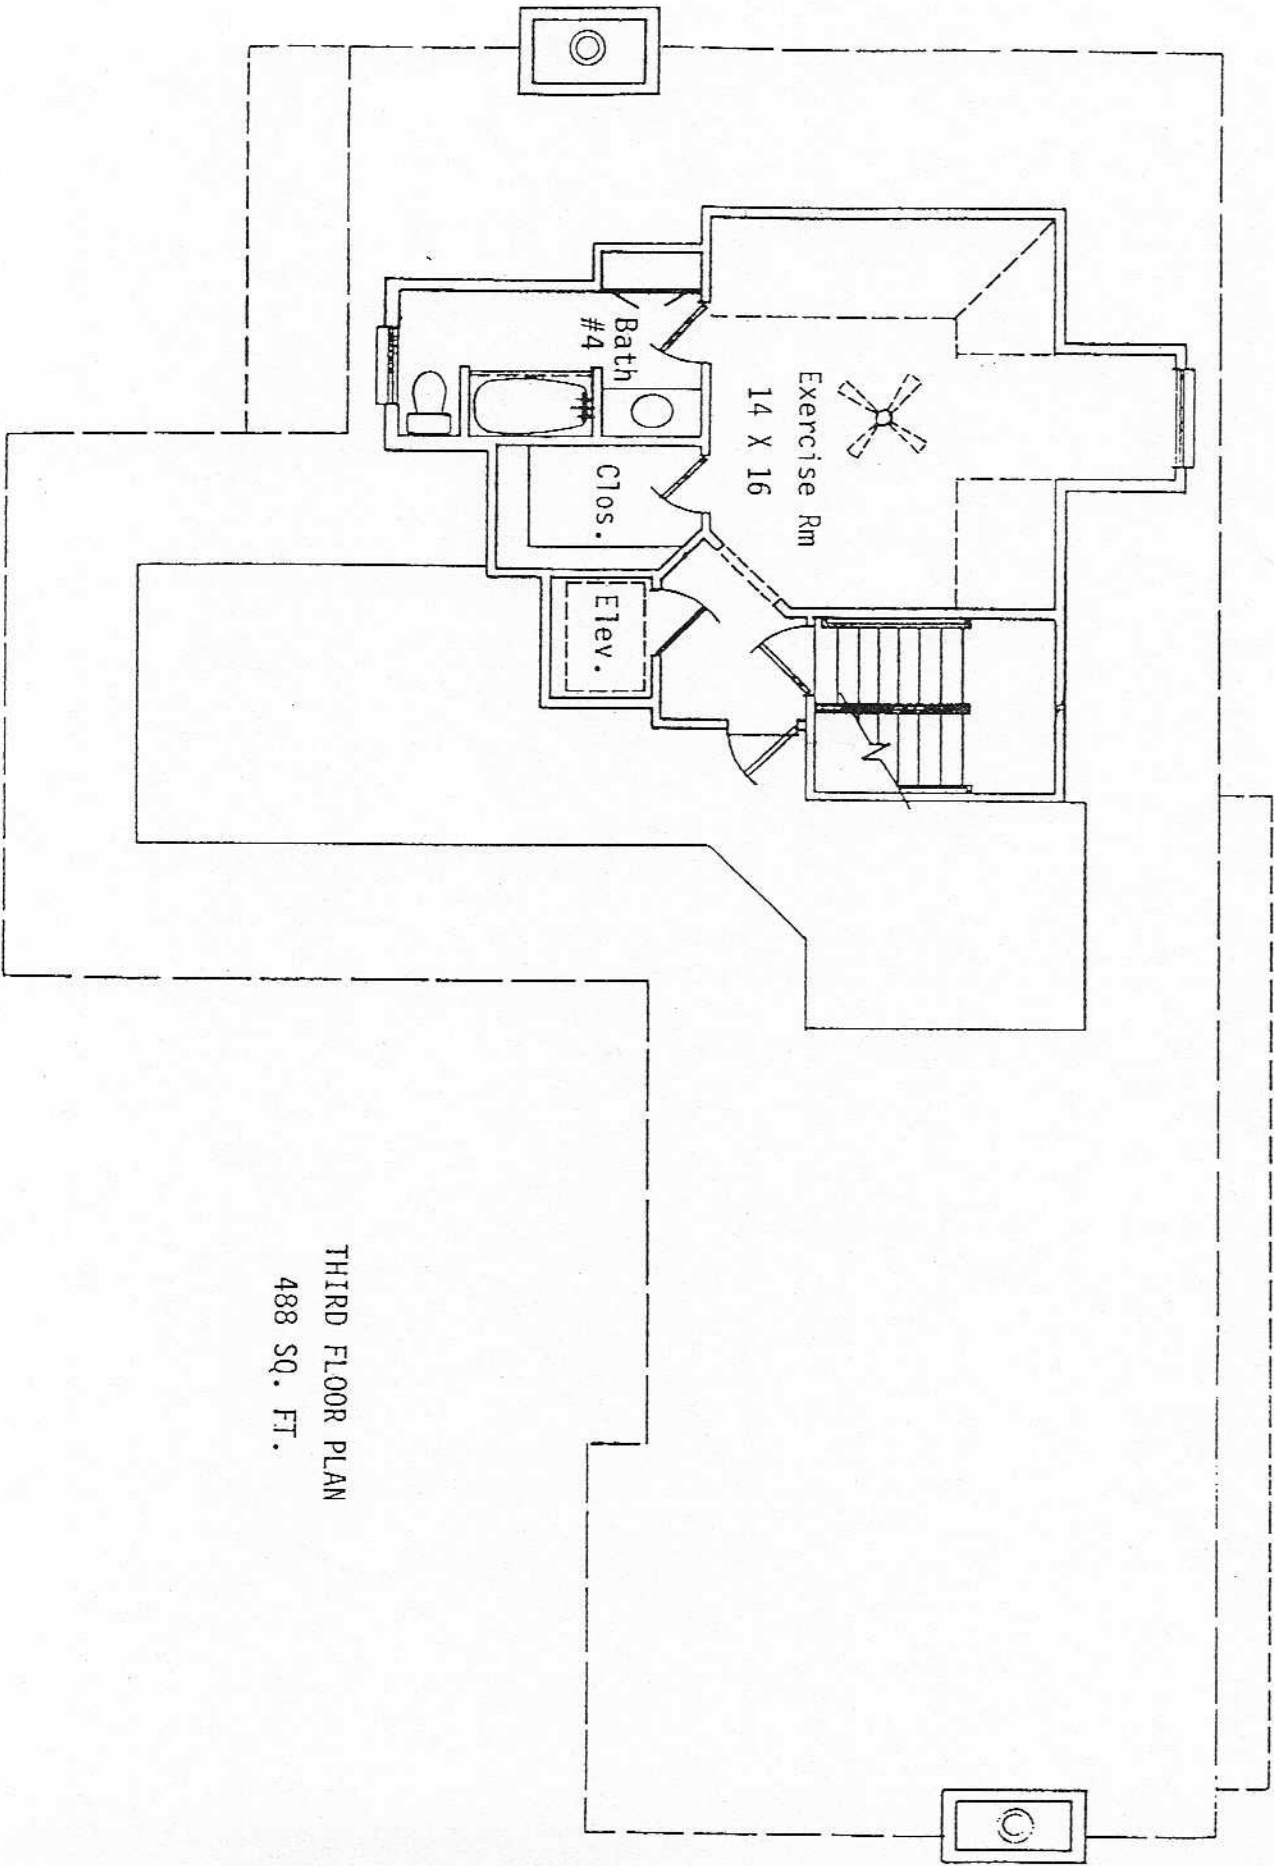 Exercise Rm
14 X 16
Bath
#4
Clos.
Elev.
THIRD FLOOR PLAN
488 SQ. FT.